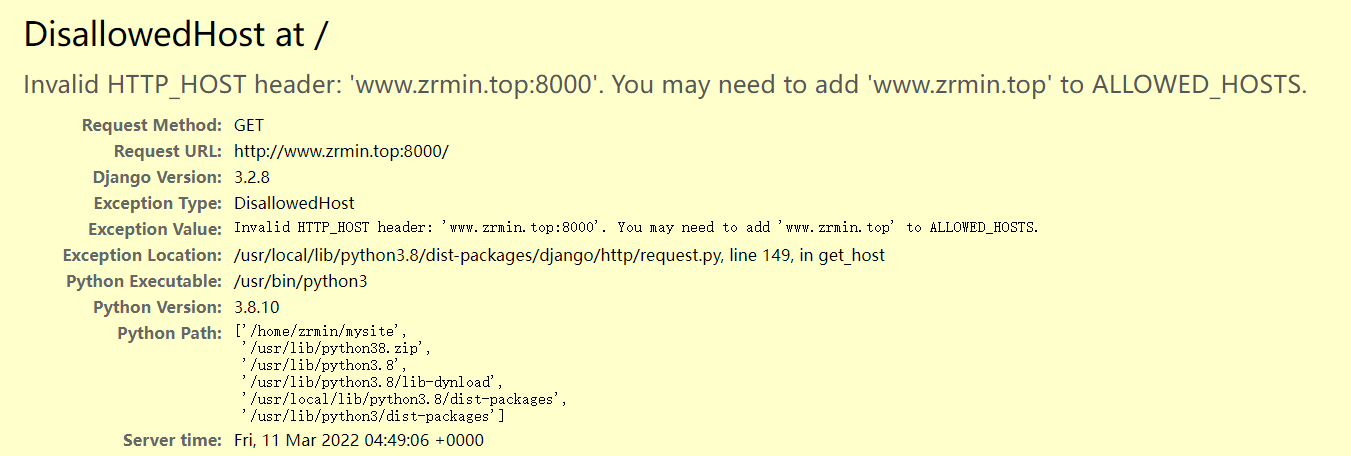 DisallowedHost at /
Invalid HTTP_HOST header: 'www.zrmin.top:8000'. You may need to add 'www.zrmin.top' to ALLOWED_HOSTS.
Request Method: GET
Request URL: http://www.zrmin.top:8000/
Django Version: 3.2.8
Exception Type: DisallowedHost
Exception Value: Invalid HTTP_HOST header: 'www.zrmin.top:8000'. You may need to add 'www.zrmin.top' to ALLOWED_HOSTS.
Exception Location: /usr/local/lib/python3.8/dist-packages/django/http/request.py, line 149, in get_host
Python Executable: /usr/bin/python3
Python Version: 3.8.10
Python Path: ['/home/zrmin/mysite',
'/usr/lib/python38.zip',
'/usr/lib/python3.8',
'/usr/lib/python3.8/lib-dynload',
'/usr/local/lib/python3.8/dist-packages',
'/usr/lib/python3/dist-packages']
Server time: Fri, 11 Mar 2022 04:49:06 +0000